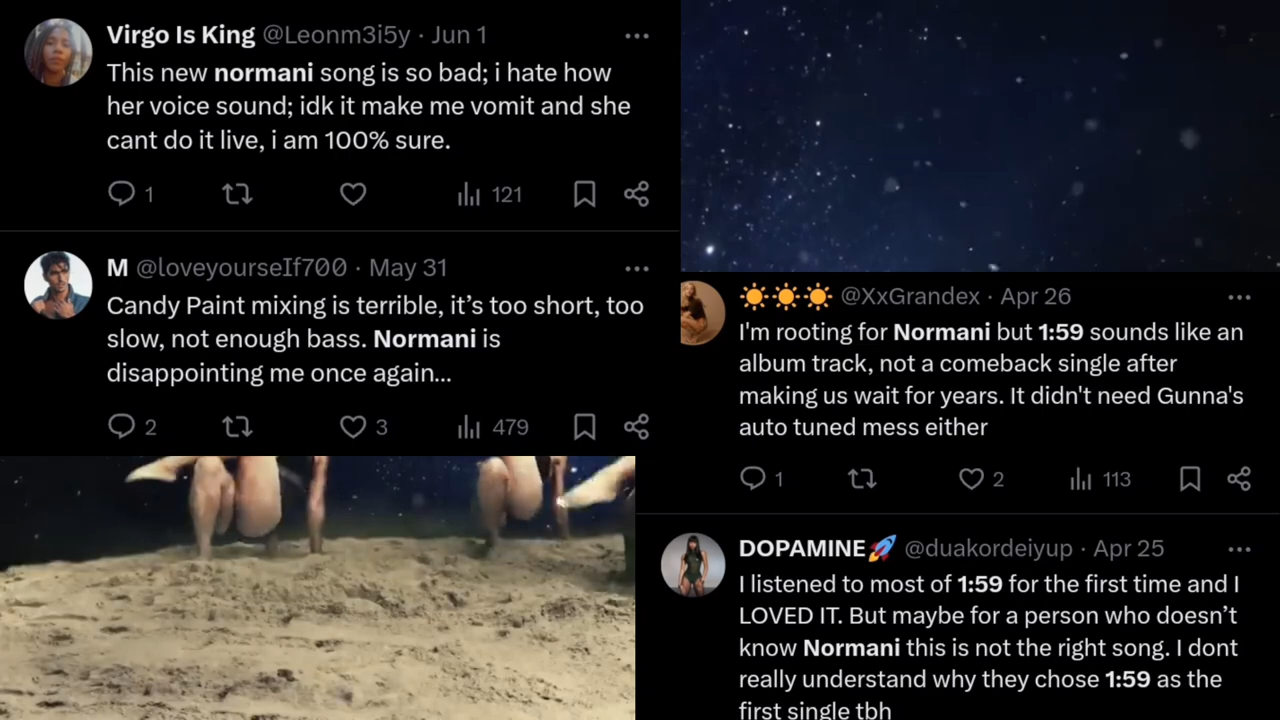 Virgo Is King @Leonm3i5y · Jun 1
This new normani song is so bad; i hate how
her voice sound; idk it make me vomit and she
cant do it live, i am 100% sure.
1 121
M @loveyourseIf700 · May 31
Candy Paint mixing is terrible, it’s too short, too
slow, not enough bass. Normani is
disappointing me once again...
2 3 479
☀️☀️☀️ @XxGrandex · Apr 26
I'm rooting for Normani but 1:59 sounds like an
album track, not a comeback single after
making us wait for years. It didn't need Gunna's
auto tuned mess either
1 2 113
DOPAMINE🚀 @duakordeiyup · Apr 25
I listened to most of 1:59 for the first time and I
LOVED IT. But maybe for a person who doesn’t
know Normani this is not the right song. I dont
really understand why they chose 1:59 as the
first single tbh